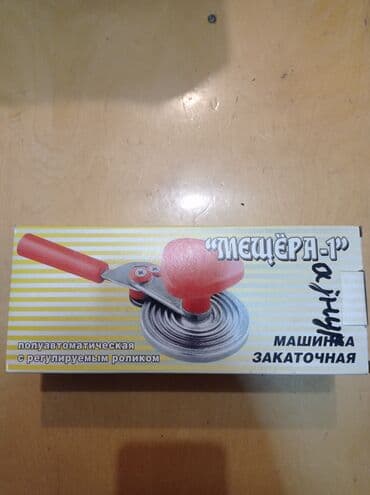 "МЕЩЁРА-1"
полуавтоматическая
с регулируемым роликом
МАШИНКА
ЗАКАТОЧНАЯ